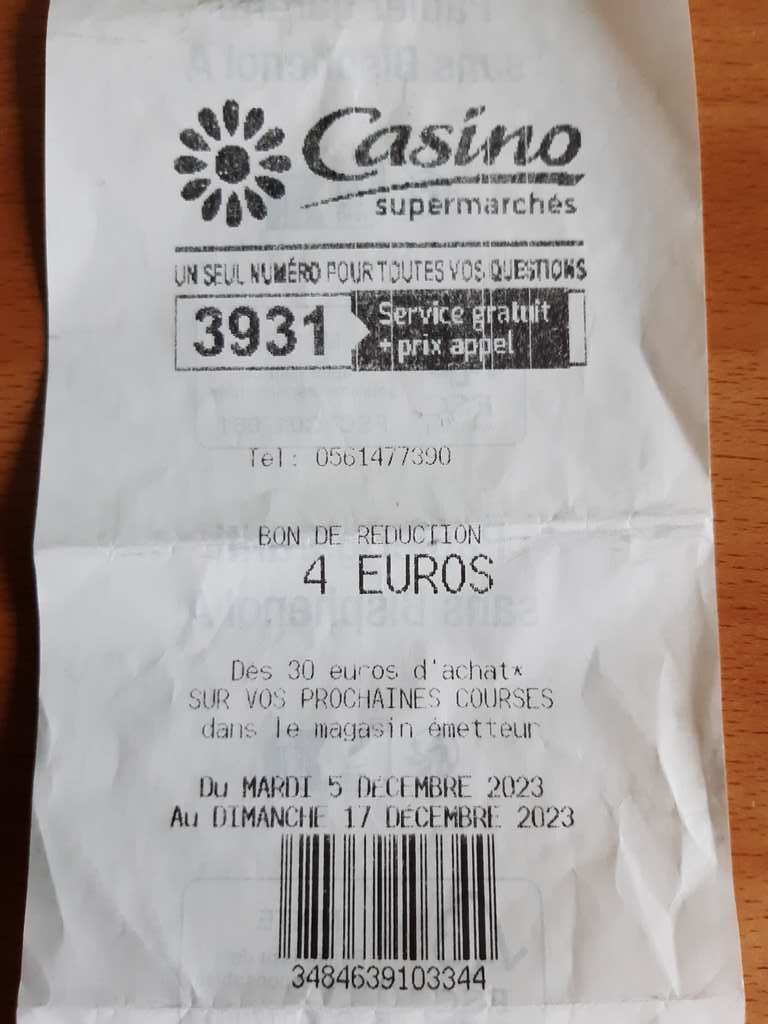 Casino
supermarchés
UN SEUL NUMÉRO POUR TOUTES VOS QUESTIONS
3931
Service gratuit
+ prix appel
Tel: 0561477390
BON DE REDUCTION
4 EUROS
Dès 30 euros d'achat*
SUR VOS PROCHAINES COURSES
dans le magasin émetteur
Du MARDI 5 DÉCEMBRE 2023
Au DIMANCHE 17 DÉCEMBRE 2023
3484639103344